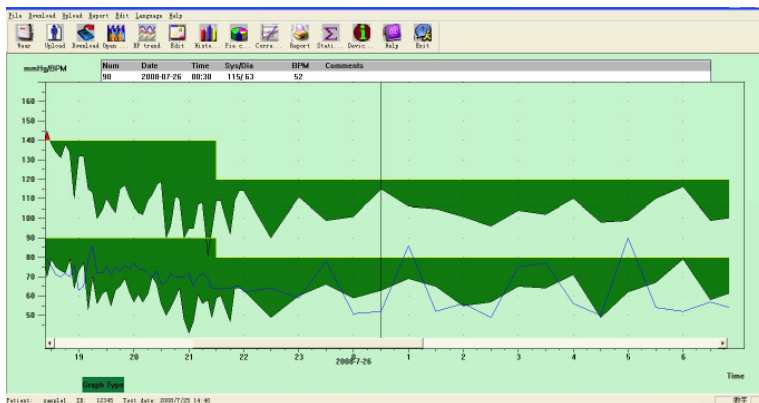 File Download Upload Report Edit Language Help
Wear Upload Download Open ... BP trend Edit Histo... Pie c... Corre... Report Stati... Devic... Help Exit
mmHg/BPM
Num Date Time Sys/Dia BPM Comments
90 2008-07-26 00:30 115/ 63 52
160
150
140
130
120
110
100
90
80
70
60
50
19 20 21 22 23 0 1 2 3 4 5 6
2008-7-26
Time
Graph Type
Patient: sample1 ID: 12345 Test date: 2008/7/25 14:40 数字